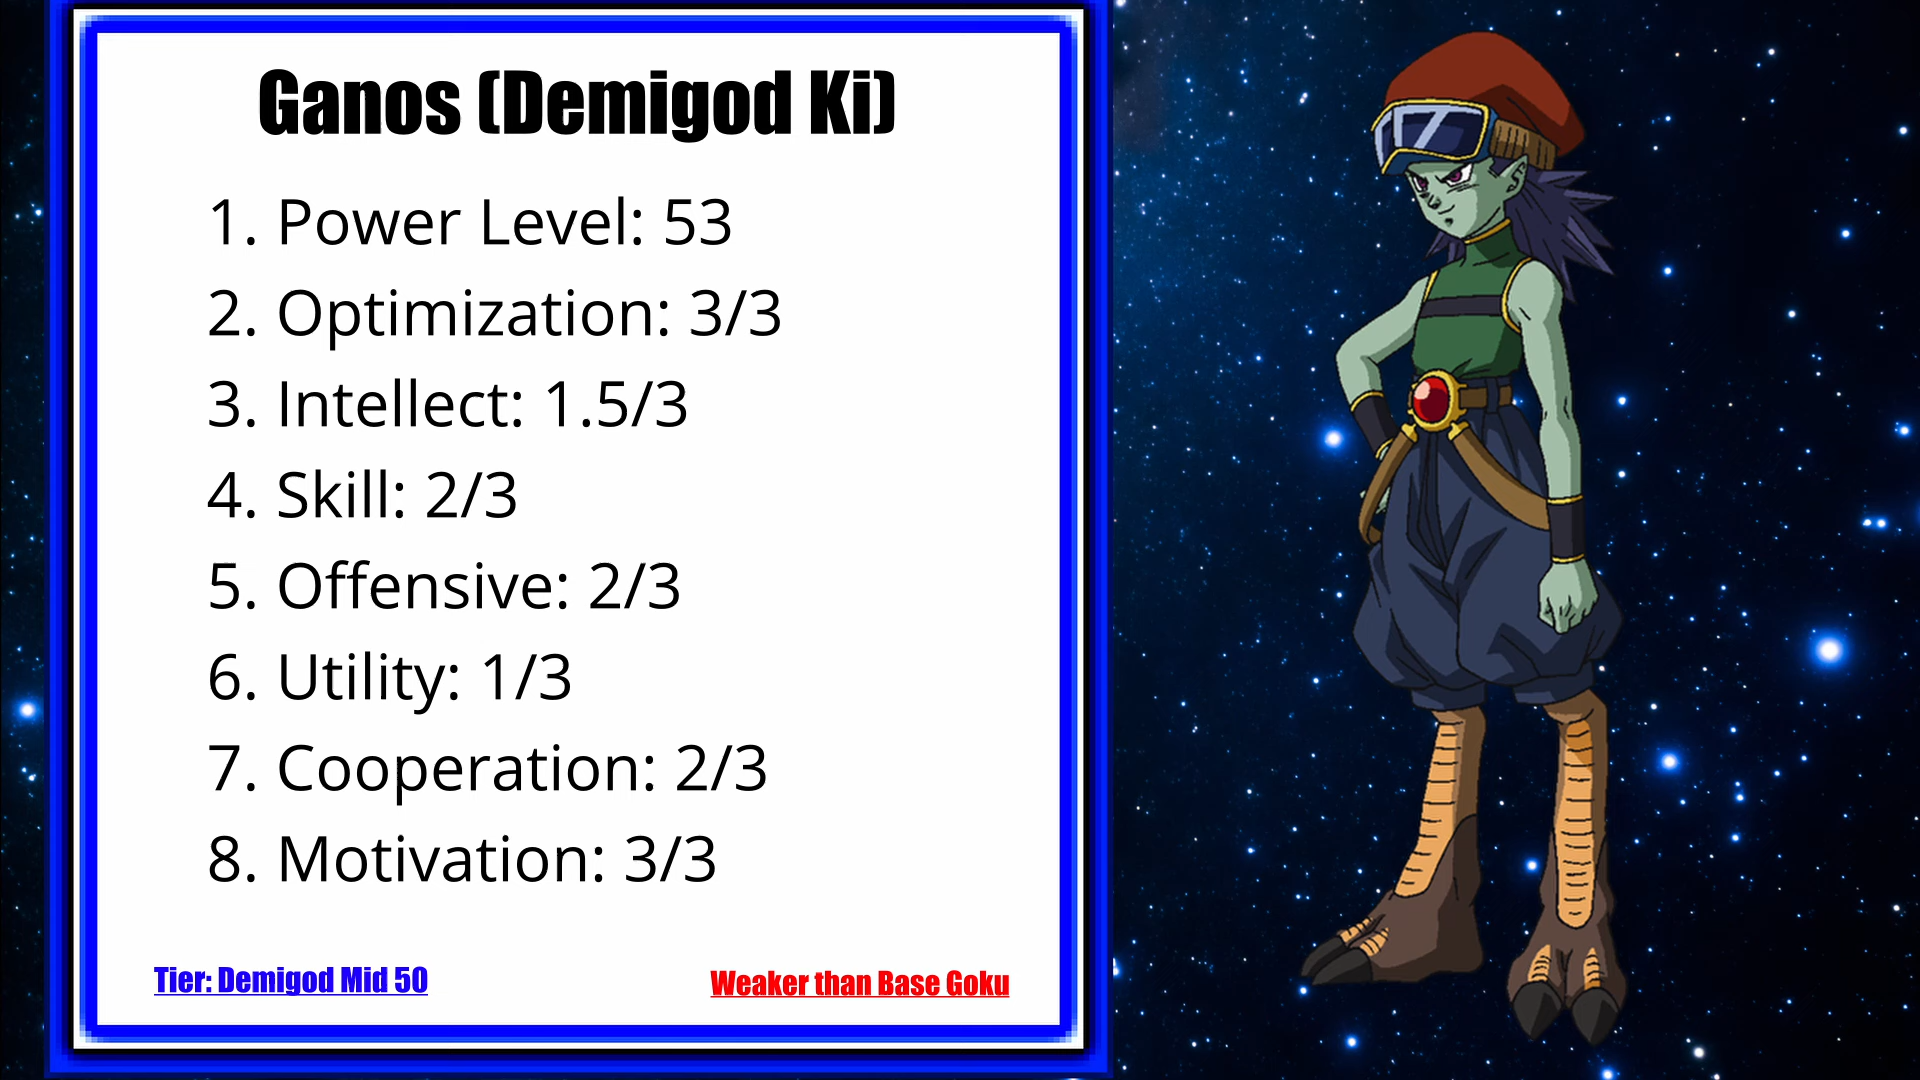 Ganos (Demigod Ki)
1. Power Level: 53
2. Optimization: 3/3
3. Intellect: 1.5/3
4. Skill: 2/3
5. Offensive: 2/3
6. Utility: 1/3
7. Cooperation: 2/3
8. Motivation: 3/3
Tier: Demigod Mid 50
Weaker than Base Goku